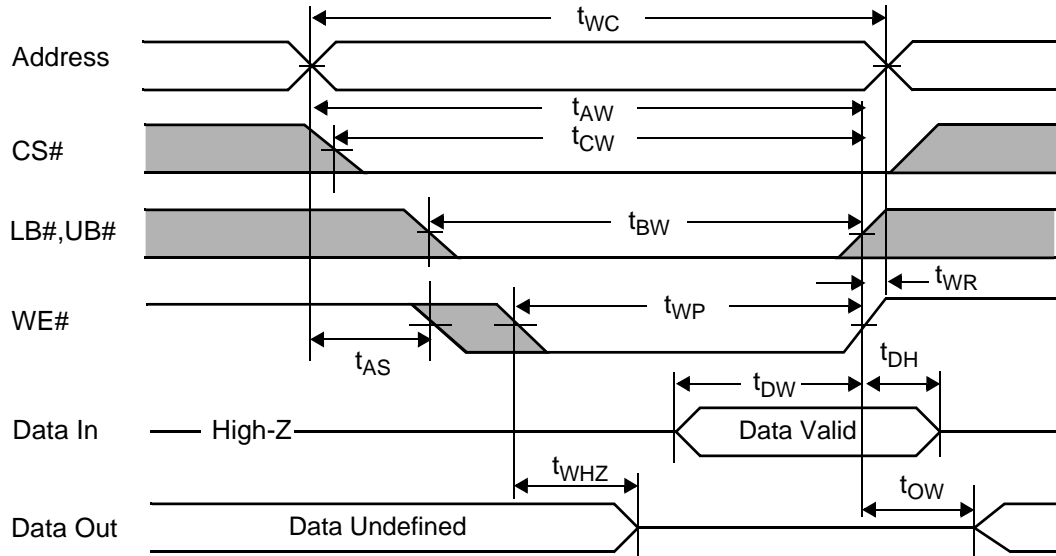 tWC
Address
tAW
tCW
CS#
tBW
LB#,UB#
tWR
tWP
WE#
tAS
tDH
tDW
Data In
High-Z
Data Valid
tWHZ
tOW
Data Out
Data Undefined